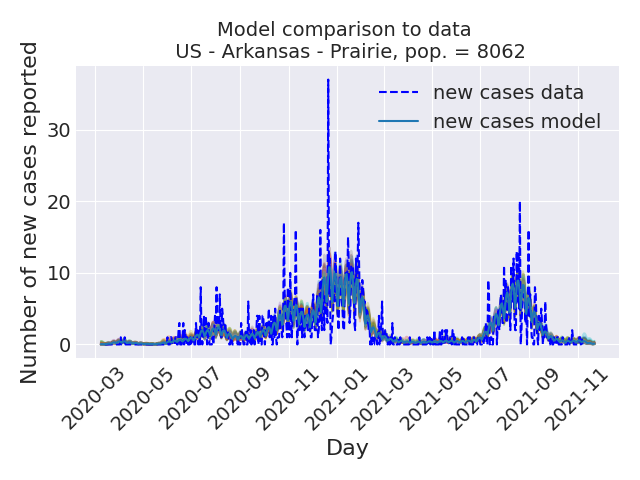 Model comparison to data
US - Arkansas - Prairie, pop. = 8062
Number of new cases reported
30
20
10
0
new cases data
new cases model
2020-03
2020-05
2020-07
2020-09
2020-11
2021-01
2021-03
2021-05
2021-07
2021-09
2021-11
Day